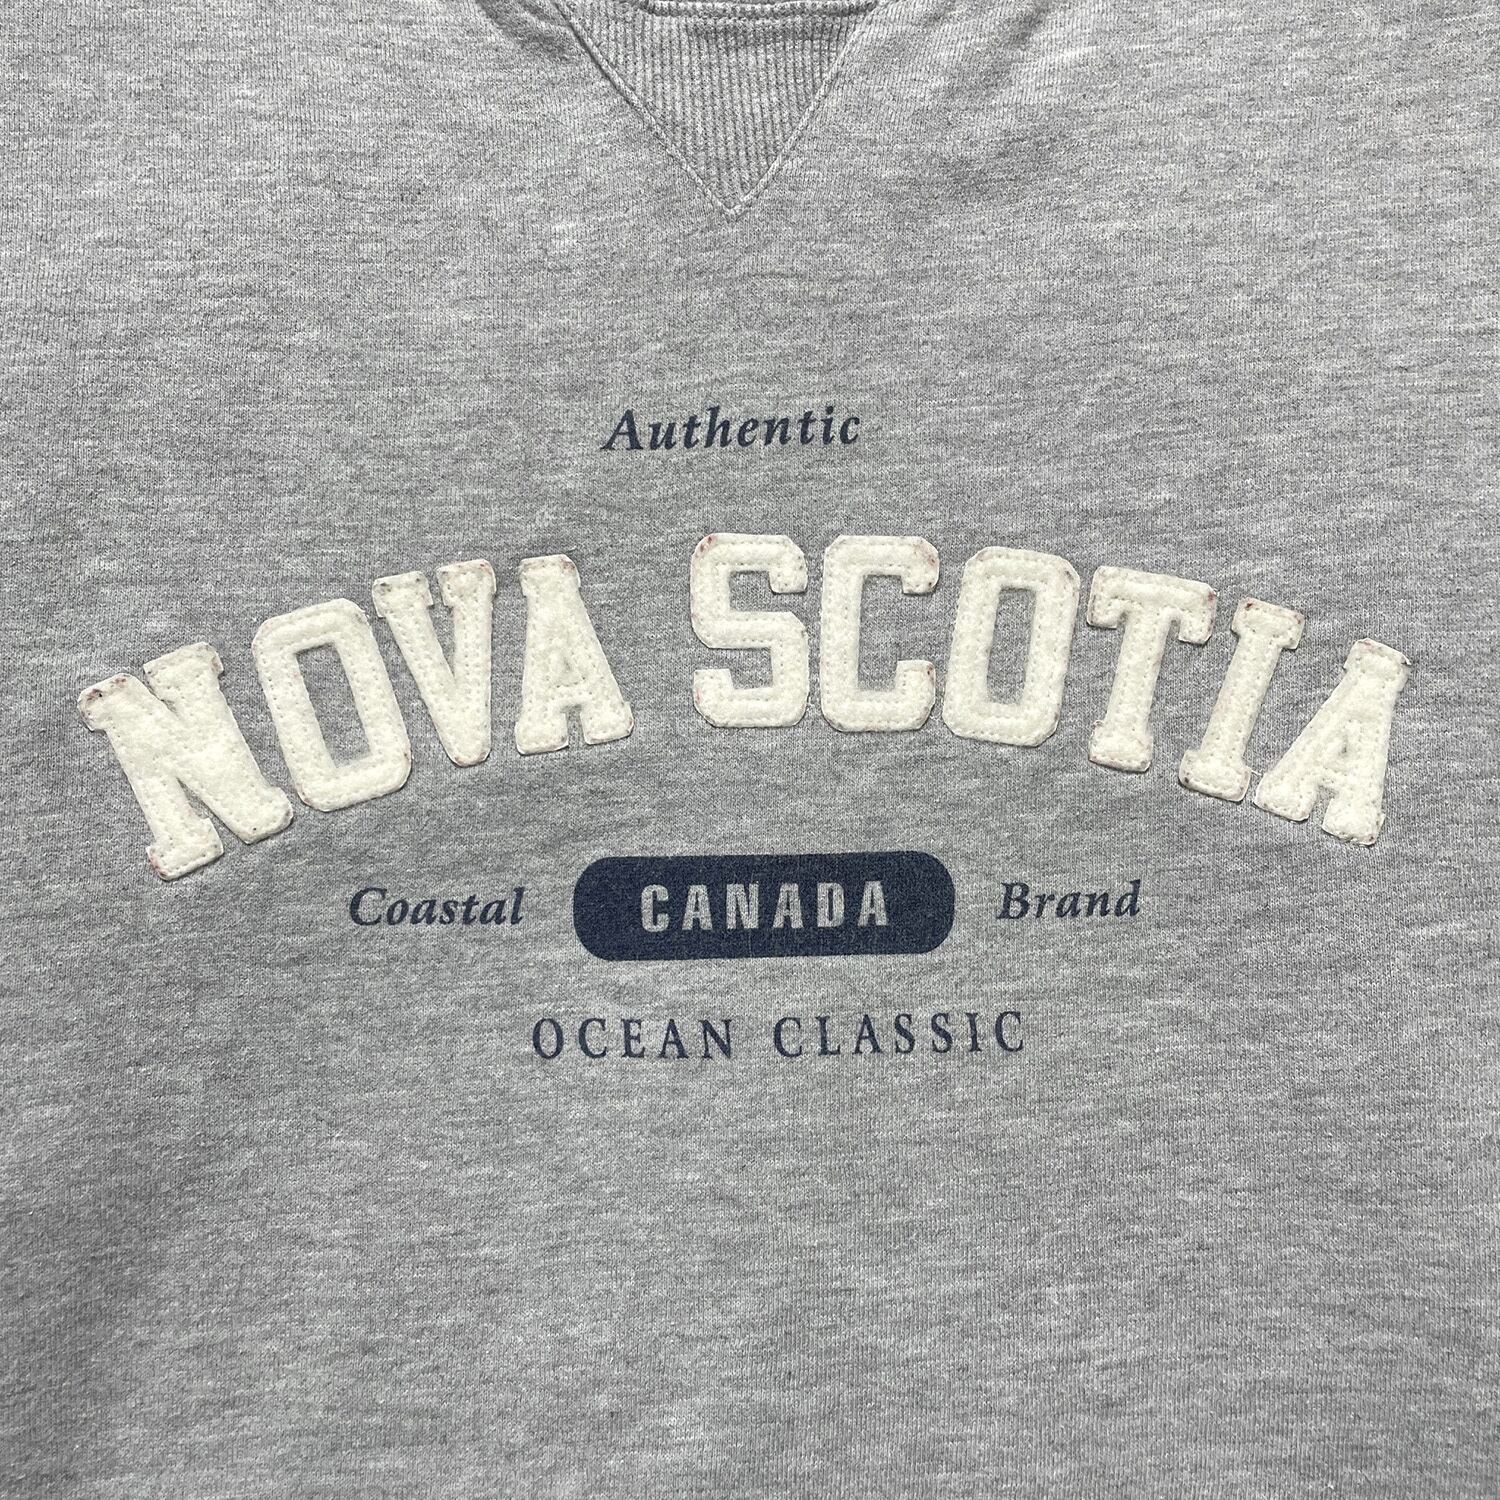 Authentic
NOVA SCOTIA
Coastal CANADA Brand
OCEAN CLASSIC